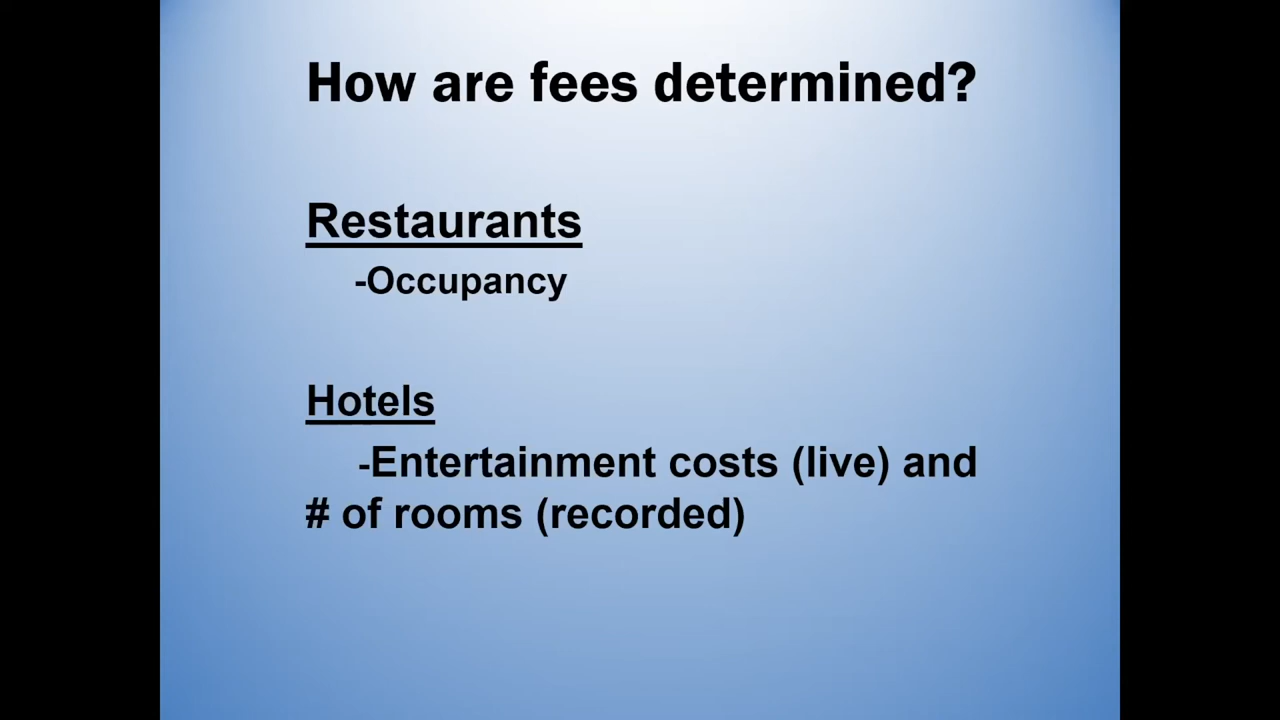 How are fees determined?
Restaurants
-Occupancy
Hotels
-Entertainment costs (live) and
# of rooms (recorded)